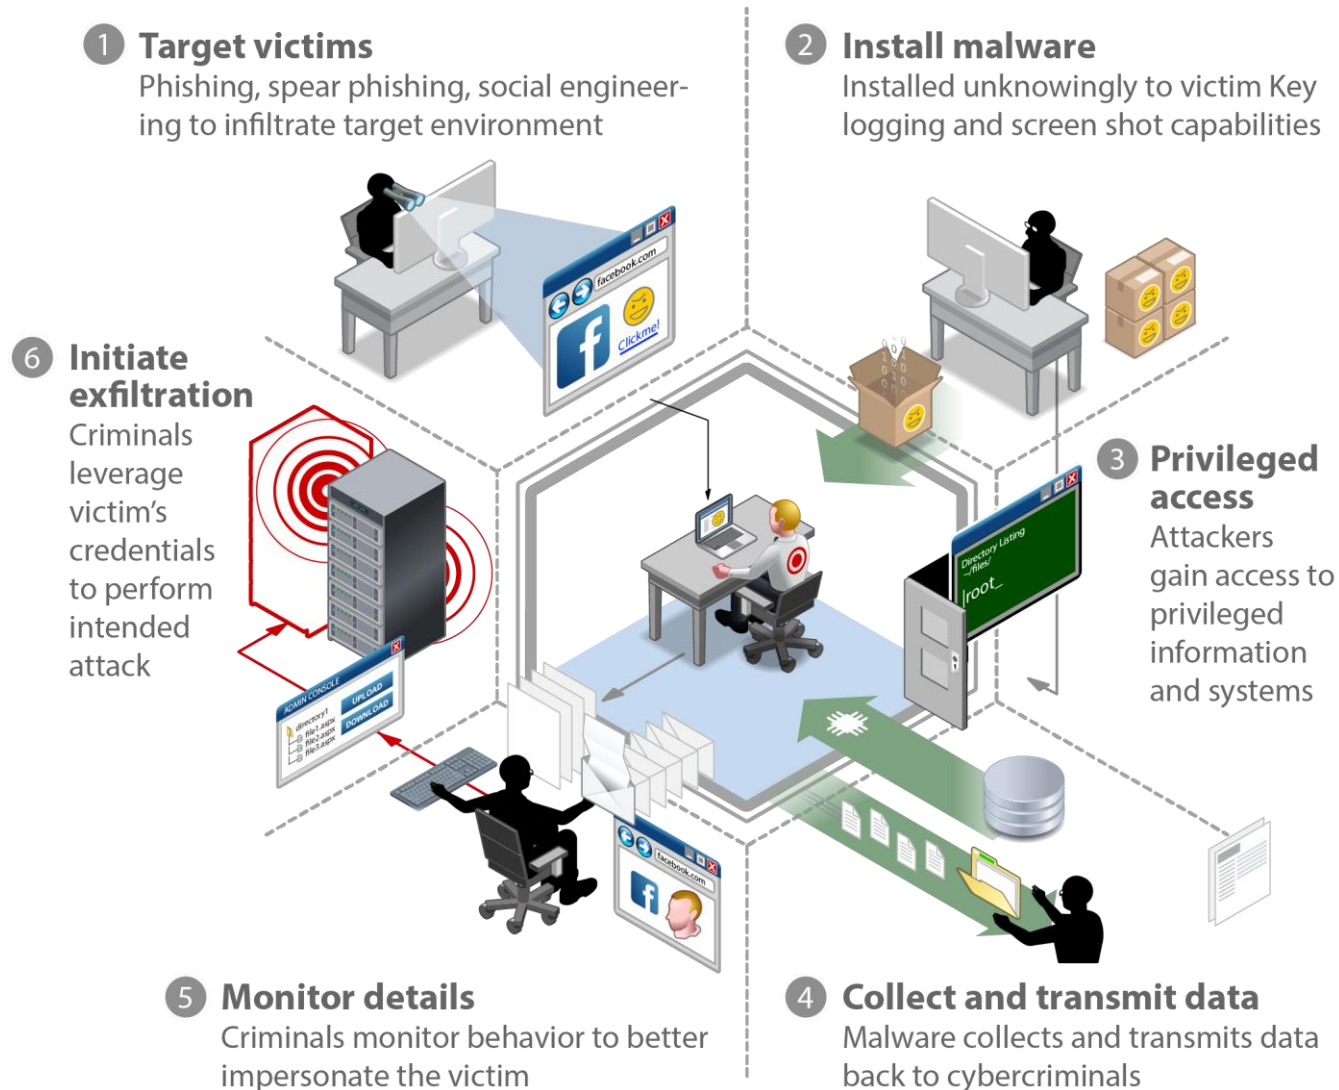 1 Target victims
Phishing, spear phishing, social engineer-
ing to infiltrate target environment
2 Install malware
Installed unknowingly to victim Key
logging and screen shot capabilities
facebook.com
f
Clickme!
6 Initiate
exfiltration
Criminals
leverage
victim's
credentials
to perform
intended
attack
3 Privileged
access
Attackers
gain access to
privileged
information
and systems
Directory Listing
~/files/
root_
ADMIN CONSOLE
directory1
file1.aspx
file2.aspx
file3.aspx
UPLOAD
DOWNLOAD
facebook.com
f
5 Monitor details
Criminals monitor behavior to better
impersonate the victim
4 Collect and transmit data
Malware collects and transmits data
back to cybercriminals